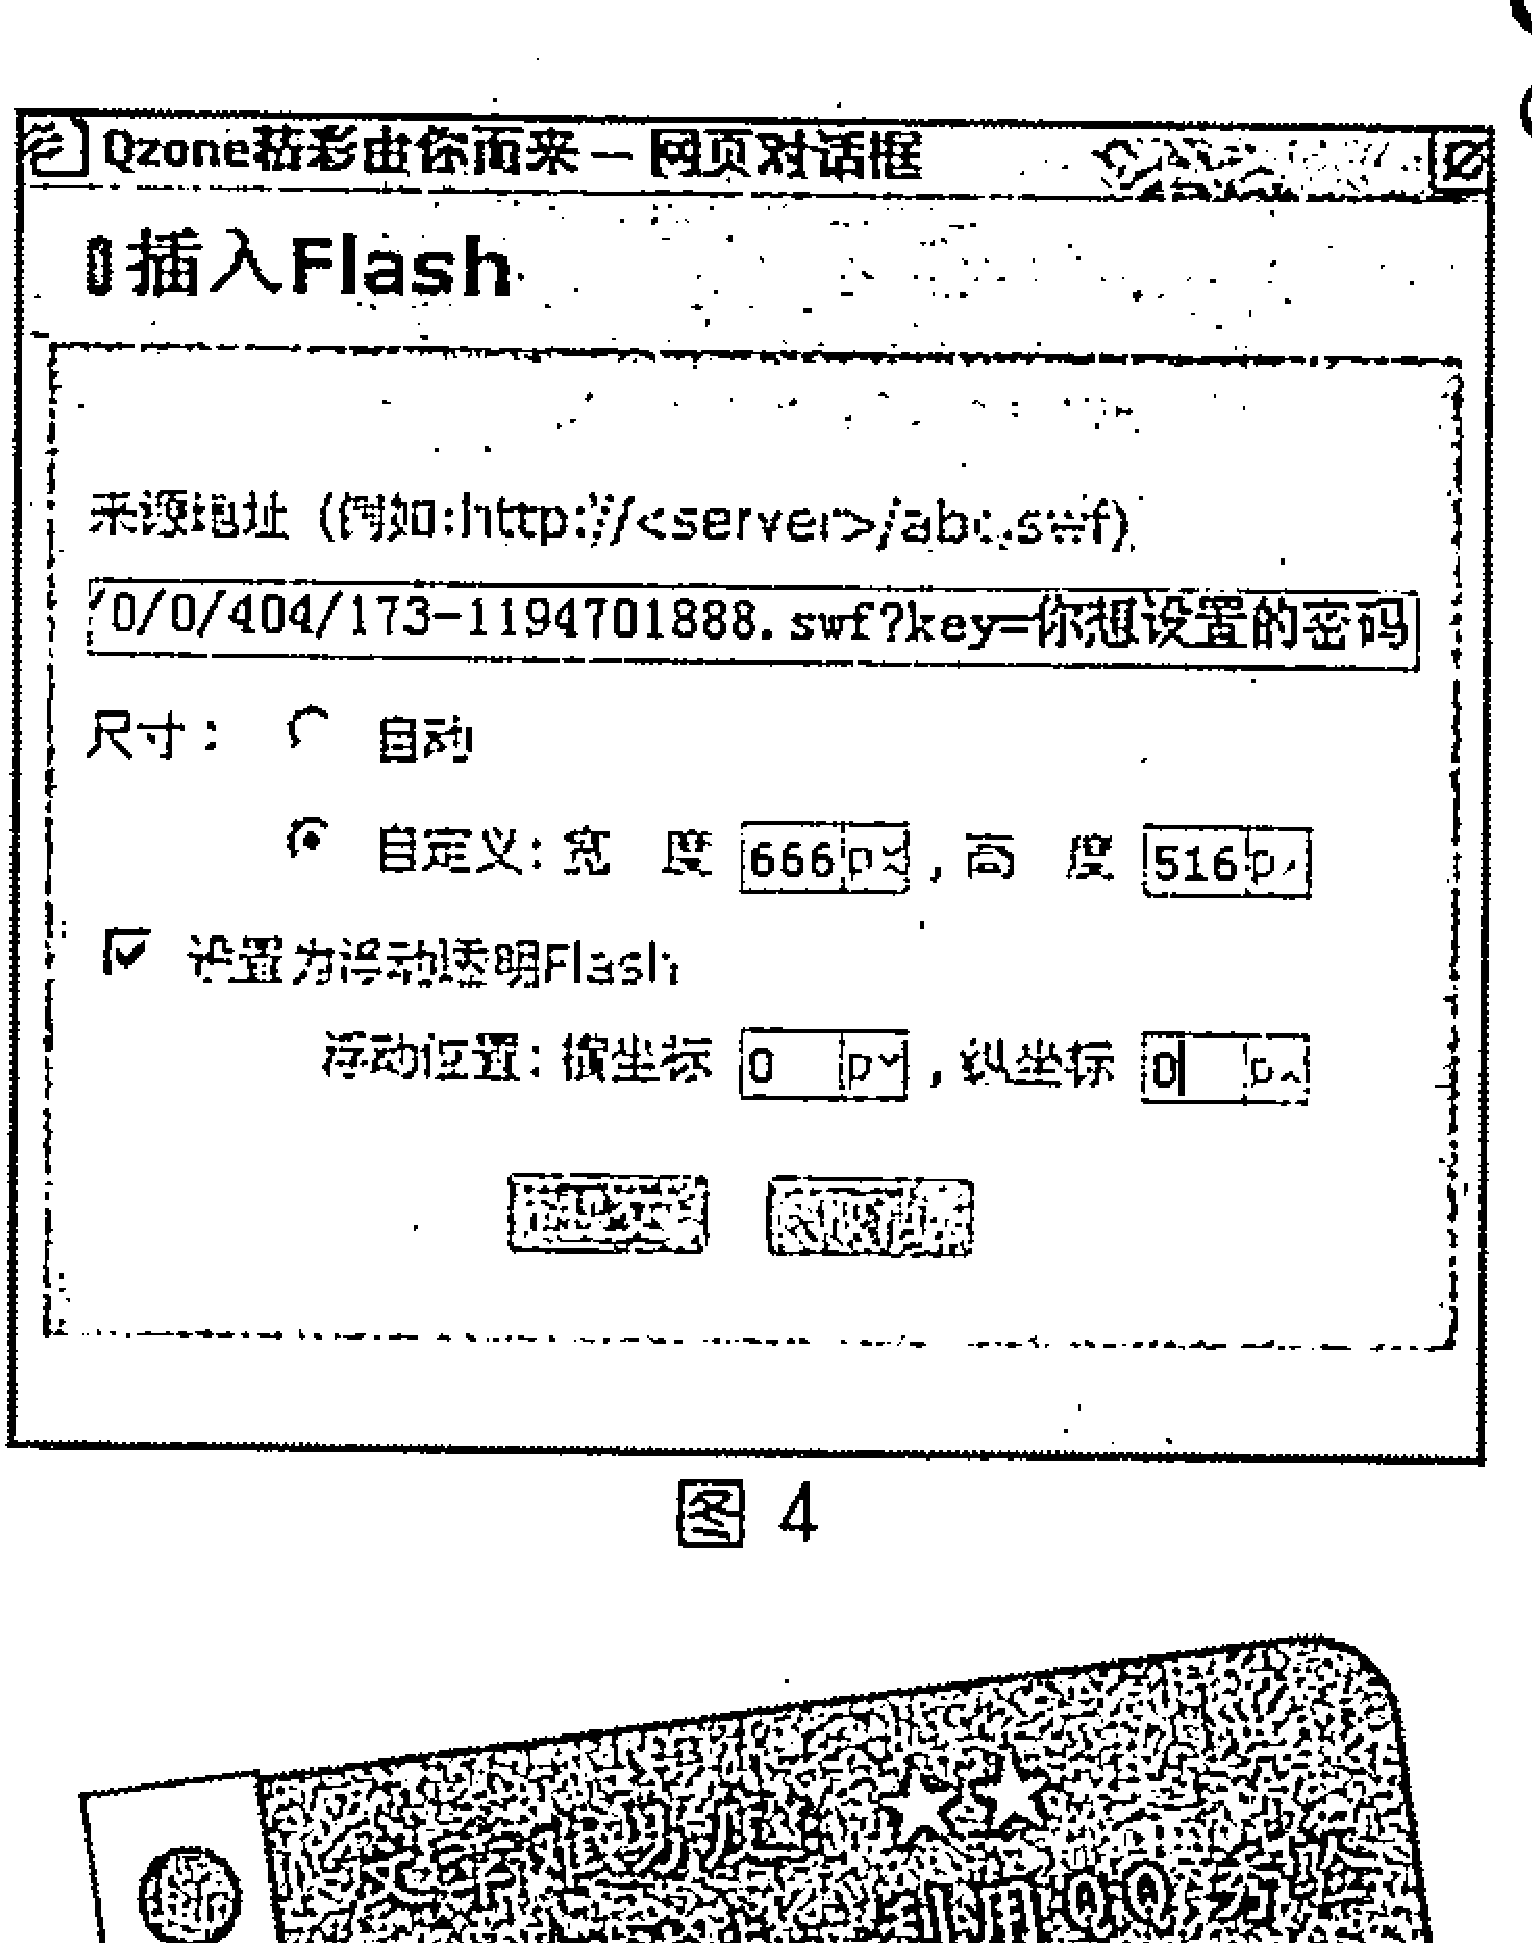 Qzone精彩由你而来 — 网页对话框
插入Flash
来源地址 (例如:http://<server>/abc.swf)
/0/0/404/173-1194701888.swf?key=你想设置的密码
尺寸: 自动
自定义: 宽 度 666 px , 高 度 516 p
设置为浮动透明Flash
浮动位置: 横坐标 0 p , 纵坐标 0 p
图 4
新